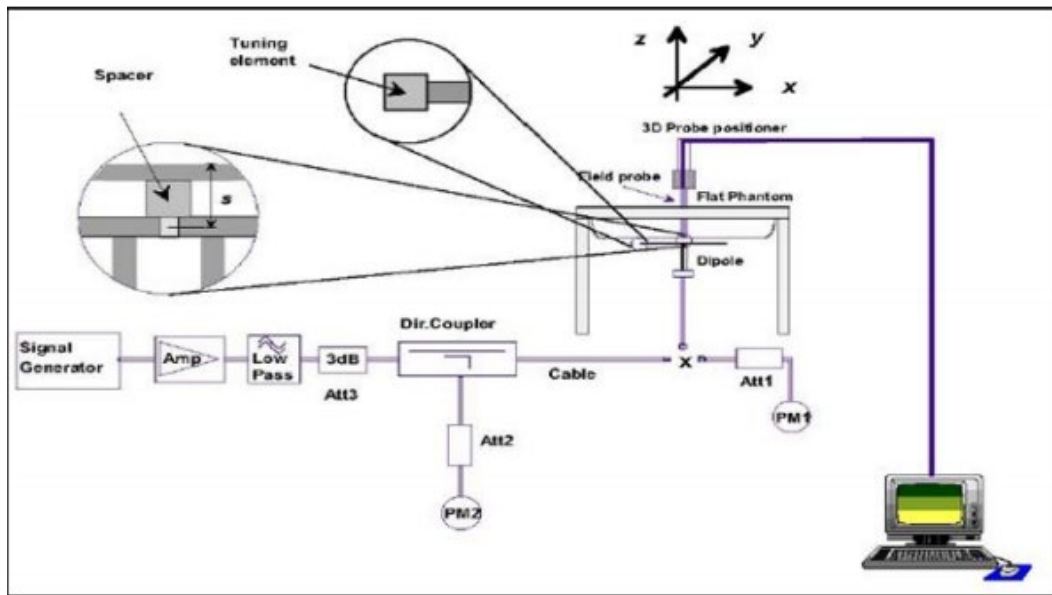 Tuning
element
Spacer
z
y
x
3D Probe positioner
Field probe
Flat Phantom
s
Dipole
Dir.Coupler
Signal
Generator
Amp
Low
Pass
3dB
Att3
Cable
x
Att1
PM1
Att2
PM2